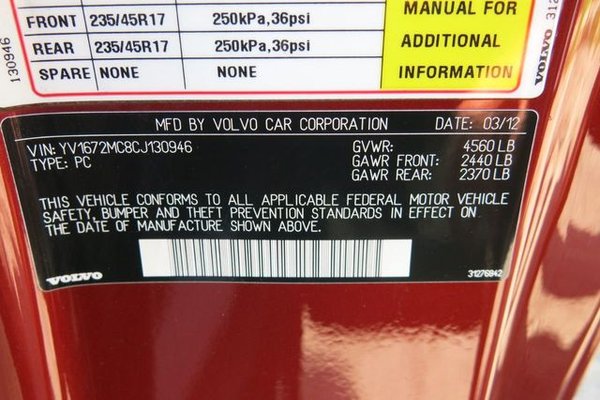 FRONT 235/45R17 250kPa,36psi
REAR 235/45R17 250kPa,36psi
SPARE NONE NONE
MANUAL FOR
ADDITIONAL
INFORMATION
130946
VOLVO 312
MFD BY VOLVO CAR CORPORATION DATE: 03/12
VIN: YV1672MC8CJ130946 GVWR: 4560 LB
TYPE: PC GAWR FRONT: 2440 LB
GAWR REAR: 2370 LB
THIS VEHICLE CONFORMS TO ALL APPLICABLE FEDERAL MOTOR VEHICLE
SAFETY, BUMPER AND THEFT PREVENTION STANDARDS IN EFFECT ON
THE DATE OF MANUFACTURE SHOWN ABOVE.
VOLVO 31276942